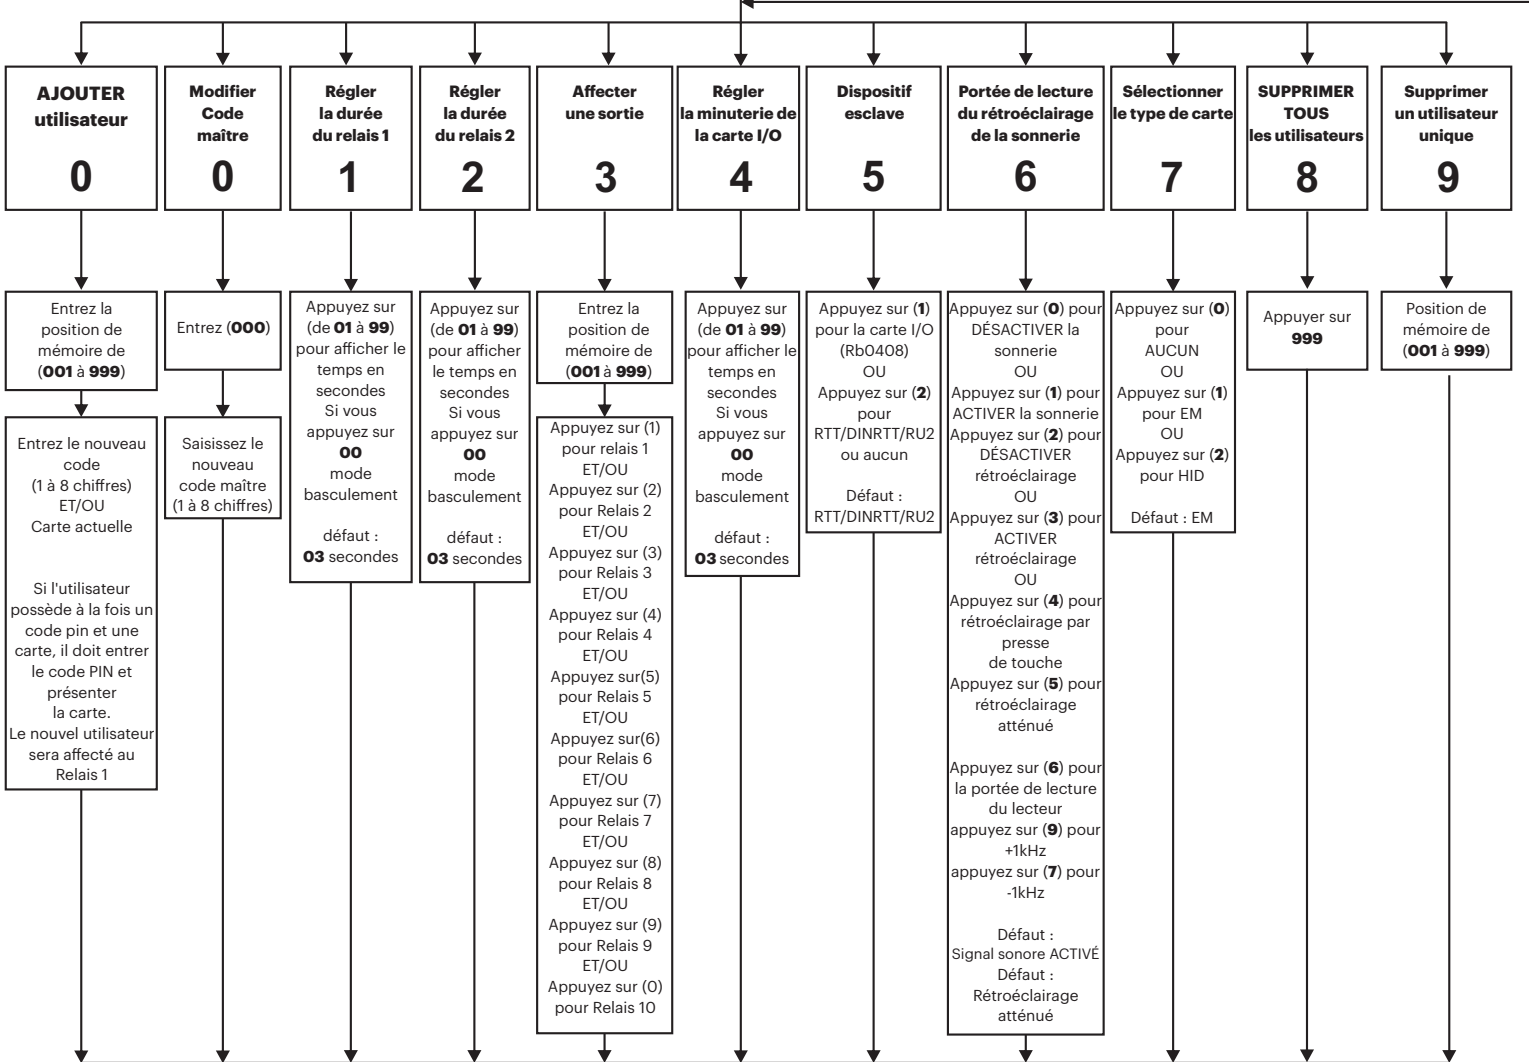 AJOUTER
utilisateur
0
Modifier
Code
maître
0
Régler
la durée
du relais 1
1
Régler
la durée
du relais 2
2
Affecter
une sortie
3
Régler
la minuterie de
la carte I/O
4
Dispositif
esclave
5
Portée de lecture
du rétroéclairage
de la sonnerie
6
Sélectionner
le type de carte
7
SUPPRIMER
TOUS
les utilisateurs
8
Supprimer
un utilisateur
unique
9
Entrez la
position de
mémoire de
(001 à 999)
Entrez le nouveau
code
(1 à 8 chiffres)
ET/OU
Carte actuelle
Si l'utilisateur
possède à la fois un
code pin et une
carte, il doit entrer
le code PIN et
présenter
la carte.
Le nouvel utilisateur
sera affecté au
Relais 1
Entrez (000)
Saisissez le
nouveau
code maître
(1 à 8 chiffres)
Appuyez sur
(de 01 à 99)
pour afficher le
temps en
secondes
Si vous
appuyez sur
00
mode
basculement
défaut :
03 secondes
Appuyez sur
(de 01 à 99)
pour afficher
le temps en
secondes
Si vous
appuyez sur
00
mode
basculement
défaut :
03 secondes
Entrez la
position de
mémoire de
(001 à 999)
Appuyez sur (1)
pour relais 1
ET/OU
Appuyez sur (2)
pour Relais 2
ET/OU
Appuyez sur (3)
pour Relais 3
ET/OU
Appuyez sur (4)
pour Relais 4
ET/OU
Appuyez sur(5)
pour Relais 5
ET/OU
Appuyez sur(6)
pour Relais 6
ET/OU
Appuyez sur (7)
pour Relais 7
ET/OU
Appuyez sur (8)
pour Relais 8
ET/OU
Appuyez sur (9)
pour Relais 9
ET/OU
Appuyez sur (0)
pour Relais 10
Appuyez sur
(de 01 à 99)
pour afficher le
temps en
secondes
Si vous
appuyez sur
00
mode
basculement
défaut :
03 secondes
Appuyez sur (1)
pour la carte I/O
(Rb0408)
OU
Appuyez sur (2)
pour
RTT/DINRTT/RU2
ou aucun
Défaut :
RTT/DINRTT/RU2
Appuyez sur (0) pour
DÉSACTIVER la
sonnerie
OU
Appuyez sur (1) pour
ACTIVER la sonnerie
Appuyez sur (2) pour
DÉSACTIVER
rétroéclairage
OU
Appuyez sur (3) pour
ACTIVER
rétroéclairage
OU
Appuyez sur (4) pour
rétroéclairage par
presse
de touche
Appuyez sur (5) pour
rétroéclairage
atténué
Appuyez sur (6) pour
la portée de lecture
du lecteur
appuyez sur (9) pour
+1kHz
appuyez sur (7) pour
-1kHz
Défaut :
Signal sonore ACTIVÉ
Défaut :
Rétroéclairage
atténué
Appuyez sur (0)
pour
AUCUN
OU
Appuyez sur (1)
pour EM
OU
Appuyez sur (2)
pour HID
Défaut : EM
Appuyer sur
999
Position de
mémoire de
(001 à 999)